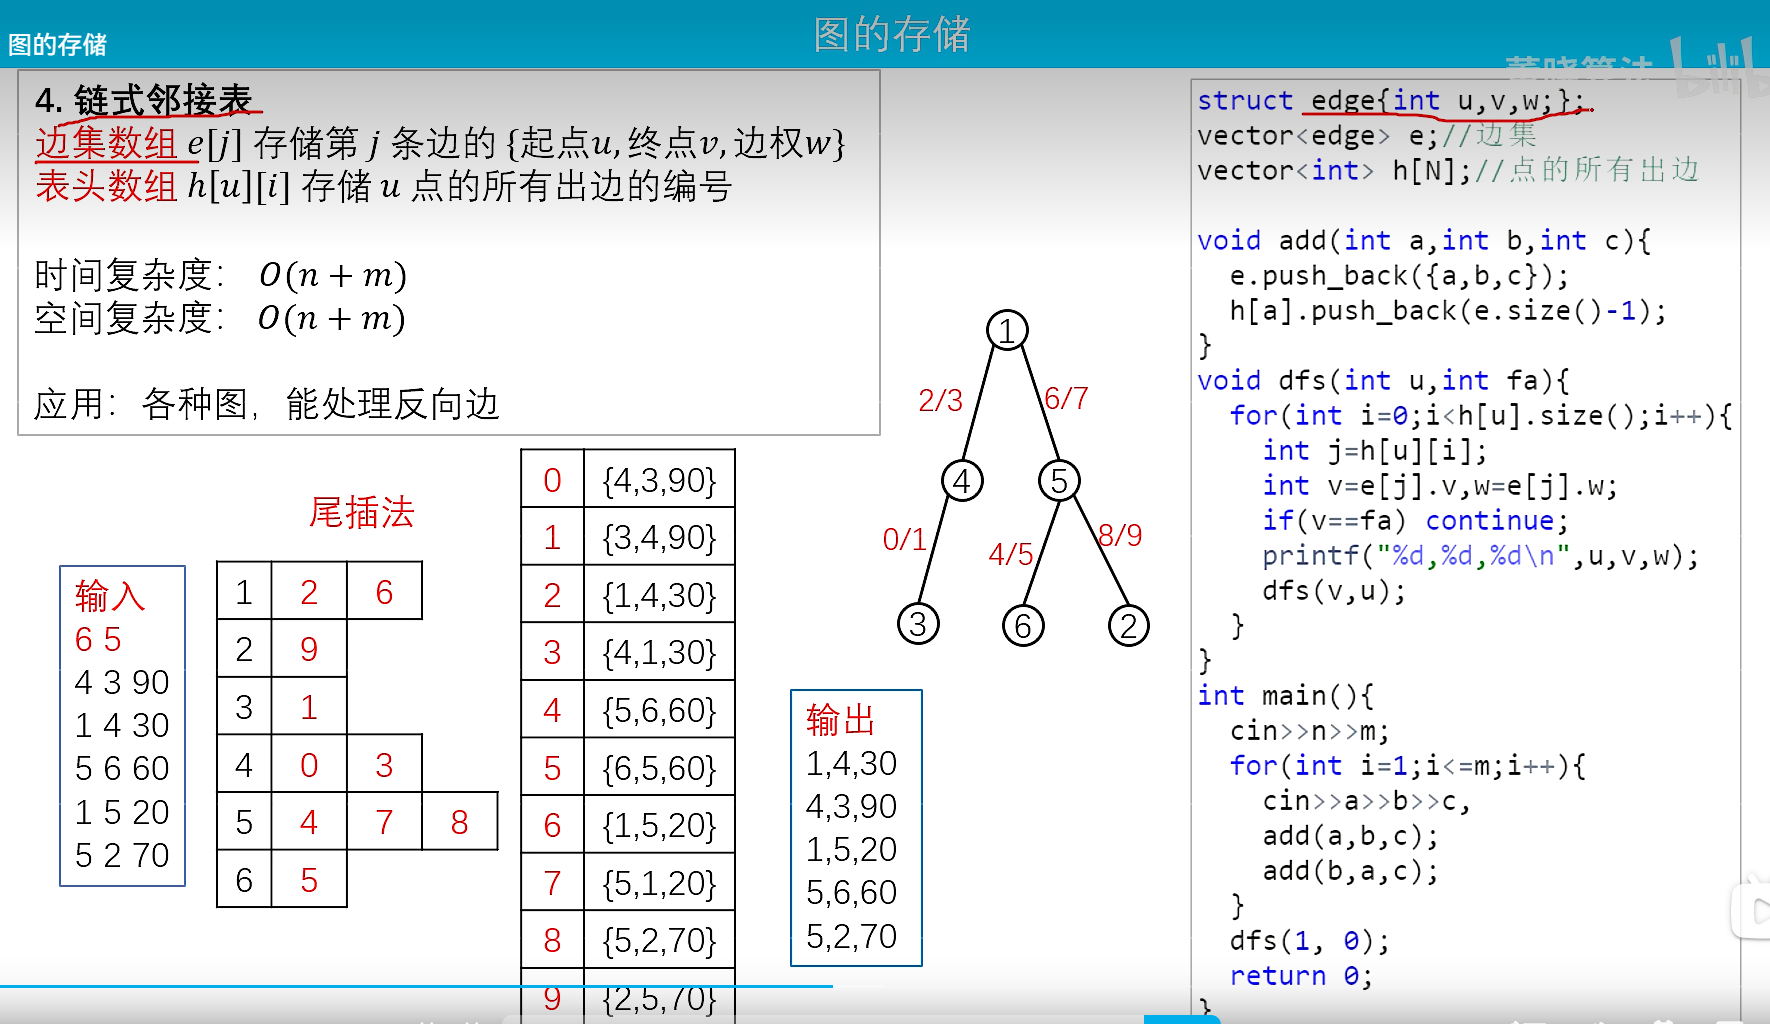 图的存储
图的存储
4. 链式邻接表
边集数组 e[j] 存储第 j 条边的 {起点u, 终点v, 边权w}
表头数组 h[u][i] 存储 u 点的所有出边的编号
时间复杂度： O(n + m)
空间复杂度： O(n + m)
应用：各种图，能处理反向边
尾插法
输入
6 5
4 3 90
1 4 30
5 6 60
1 5 20
5 2 70
1 2 6
2 9
3 1
4 0 3
5 4 7 8
6 5
0 {4,3,90}
1 {3,4,90}
2 {1,4,30}
3 {4,1,30}
4 {5,6,60}
5 {6,5,60}
6 {1,5,20}
7 {5,1,20}
8 {5,2,70}
9 {2,5,70}
1
2/3 6/7
4 5
0/1 4/5 8/9
3 6 2
输出
1,4,30
4,3,90
1,5,20
5,6,60
5,2,70
董晓算法 bilib
struct edge{int u,v,w;};
vector<edge> e;//边集
vector<int> h[N];//点的所有出边
void add(int a,int b,int c){
e.push_back({a,b,c});
h[a].push_back(e.size()-1);
}
void dfs(int u,int fa){
for(int i=0;i<h[u].size();i++){
int j=h[u][i];
int v=e[j].v,w=e[j].w;
if(v==fa) continue;
printf("%d,%d,%d\n",u,v,w);
dfs(v,u);
}
}
int main(){
cin>>n>>m;
for(int i=1;i<=m;i++){
cin>>a>>b>>c,
add(a,b,c);
add(b,a,c);
}
dfs(1, 0);
return 0;
}